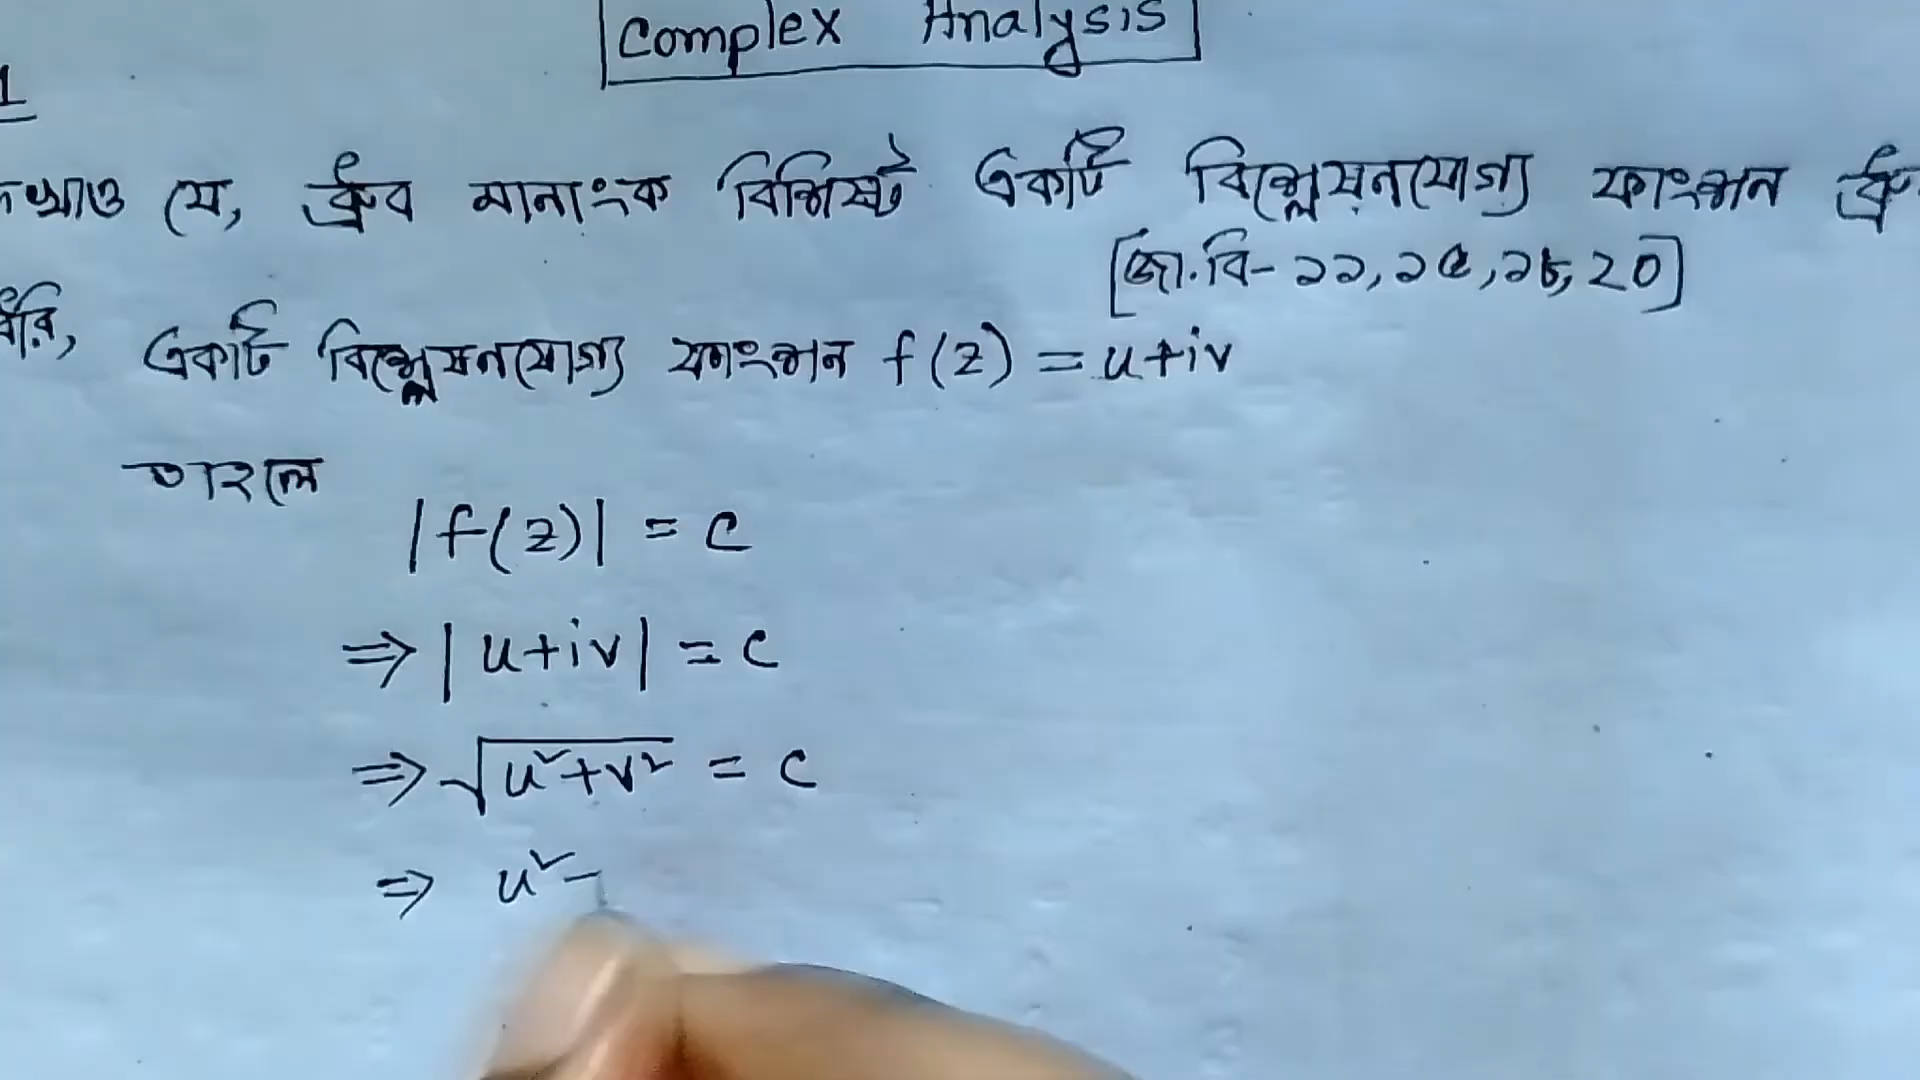 Complex Analysis
1
যে, ধ্রুব মানাংক বিশিষ্ট একটি বিশ্লেষনযোগ্য ফাংশন
[জা.বি- ১১, ১৫, ১৮, 20]
ধরি, একটি বিশ্লেষনযোগ্য ফাংশন f(z) = u+iv
তাহলে
|f(z)| = c
⇒ |u+iv| = c
⇒ √u²+v² = c
⇒ u²